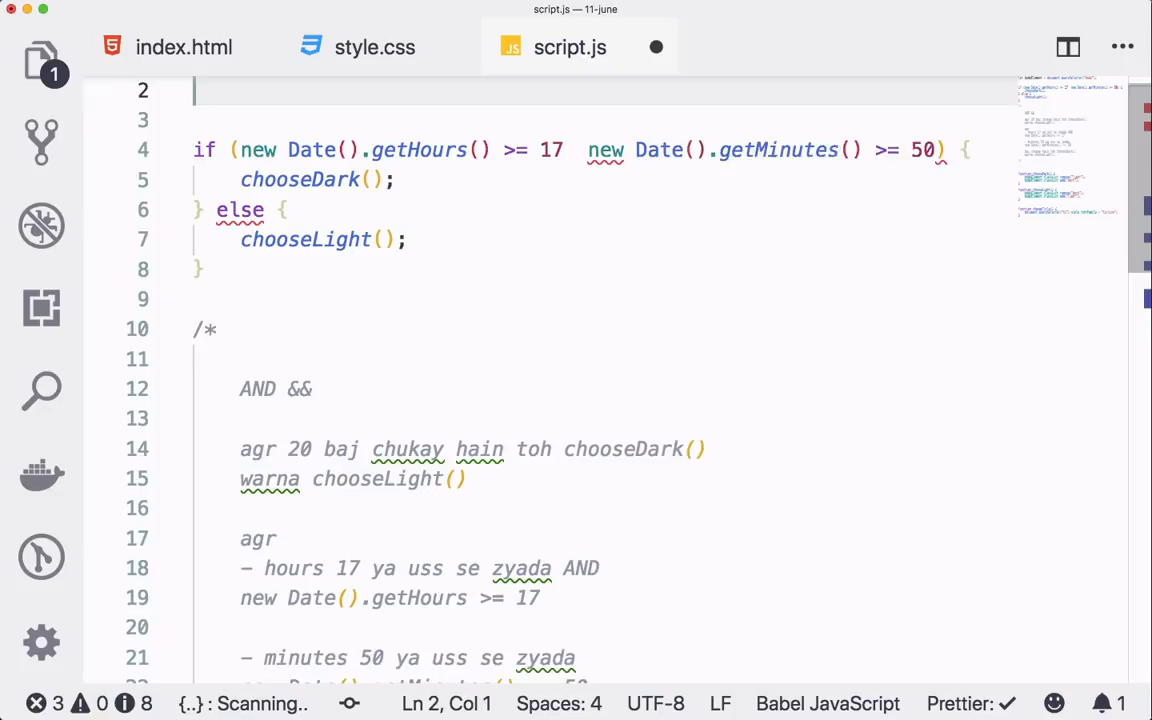 script.js — 11-june
index.html
style.css
JS script.js
1
2
3
4 if (new Date().getHours() >= 17  new Date().getMinutes() >= 50) {
5 chooseDark();
6 } else {
7 chooseLight();
8 }
9
10 /*
11
12 AND &&
13
14 agr 20 baj chukay hain toh chooseDark()
15 warna chooseLight()
16
17 agr
18 - hours 17 ya uss se zyada AND
19 new Date().getHours >= 17
20
21 - minutes 50 ya uss se zyada
3 0 8 {..} : Scanning.. Ln 2, Col 1 Spaces: 4 UTF-8 LF Babel JavaScript Prettier: ✓ 1